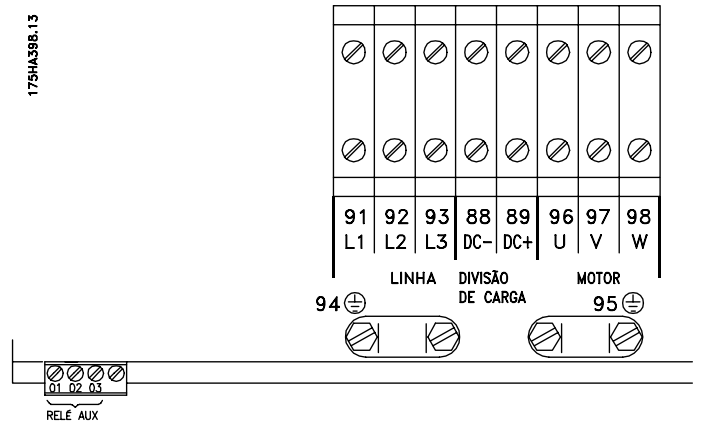 175HA398.13
91 92 93 88 89 96 97 98
L1 L2 L3 DC- DC+ U V W
LINHA DIVISÃO DE CARGA MOTOR
94 95
01 02 03
RELÉ AUX